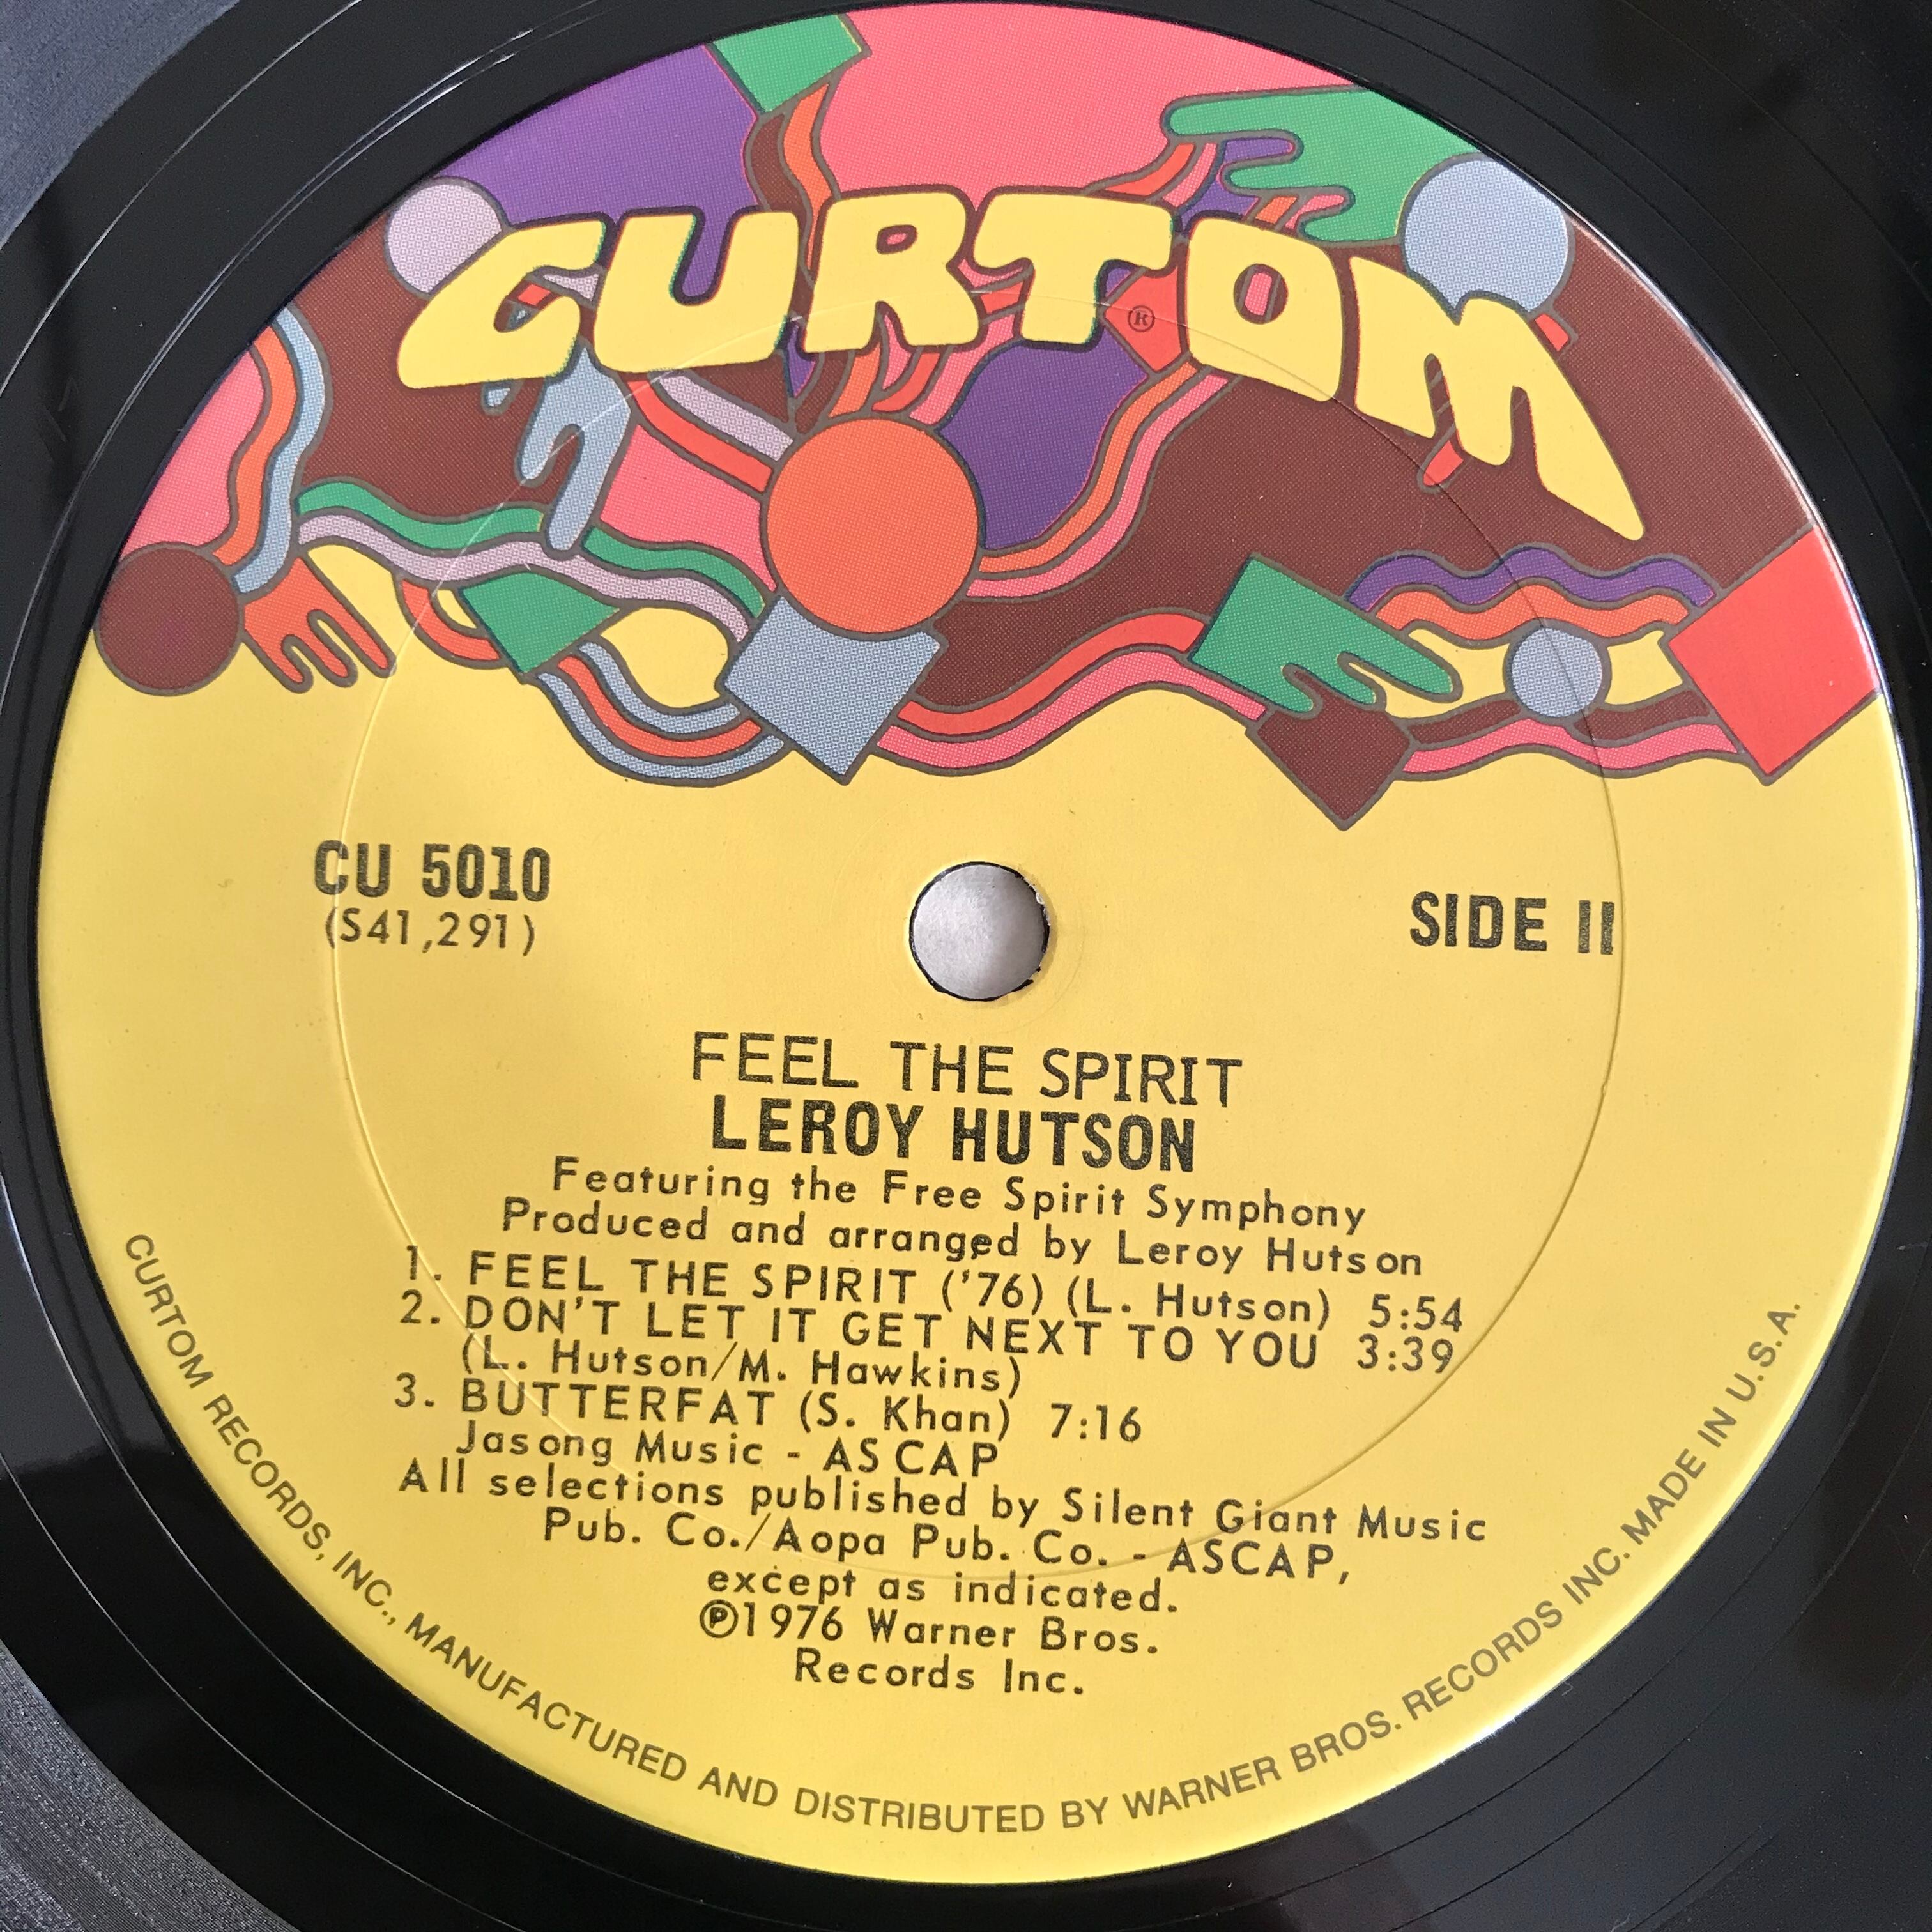 CURTOM
®
CU 5010
(S41,291)
SIDE II
FEEL THE SPIRIT
LEROY HUTSON
Featuring the Free Spirit Symphony
Produced and arranged by Leroy Hutson
1. FEEL THE SPIRIT ('76) (L. Hutson) 5:54
2. DON'T LET IT GET NEXT TO YOU 3:39
(L. Hutson/M. Hawkins)
3. BUTTERFAT (S. Khan) 7:16
Jasong Music - ASCAP
All selections published by Silent Giant Music
Pub. Co./Aopa Pub. Co. - ASCAP,
except as indicated.
℗1976 Warner Bros.
Records Inc.
CURTOM RECORDS, INC., MANUFACTURED AND DISTRIBUTED BY WARNER BROS. RECORDS INC. MADE IN U.S.A.